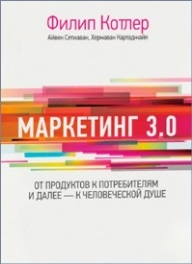 Филип Котлер
Айвен Сетиаван, Хермаван Картаджайя
МАРКЕТИНГ 3.0
ОТ ПРОДУКТОВ К ПОТРЕБИТЕЛЯМ
И ДАЛЕЕ — К ЧЕЛОВЕЧЕСКОЙ ДУШЕ